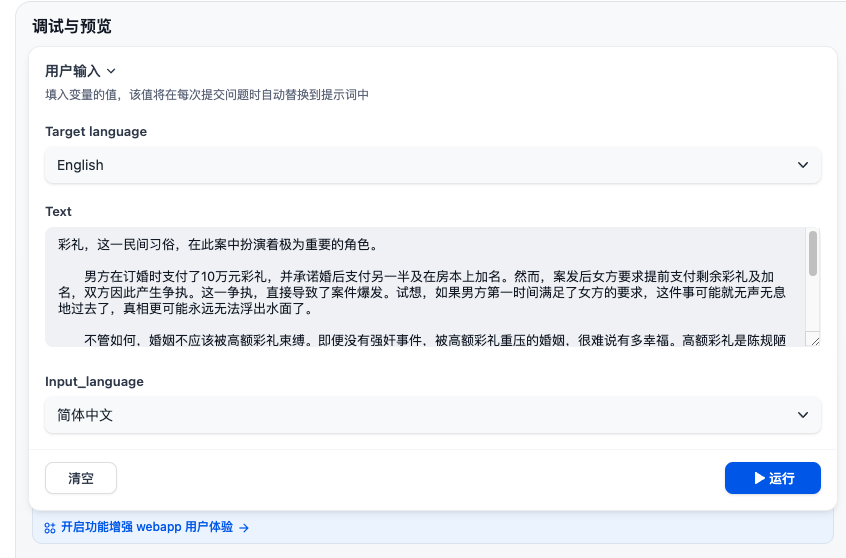 调试与预览
用户输入
填入变量的值，该值将在每次提交问题时自动替换到提示词中
Target language
English
Text
彩礼，这一民间习俗，在此案中扮演着极为重要的角色。
男方在订婚时支付了10万元彩礼，并承诺婚后支付另一半及在房本上加名。然而，案发后女方要求提前支付剩余彩礼及加
名，双方因此产生争执。这一争执，直接导致了案件爆发。试想，如果男方第一时间满足了女方的要求，这件事可能就无声无息
地过去了，真相更可能永远无法浮出水面了。
不管如何，婚姻不应该被高额彩礼束缚。即便没有强奸事件，被高额彩礼重压的婚姻，很难说有多幸福。高额彩礼是陈规陋
Input_language
简体中文
清空
运行
开启功能增强 webapp 用户体验